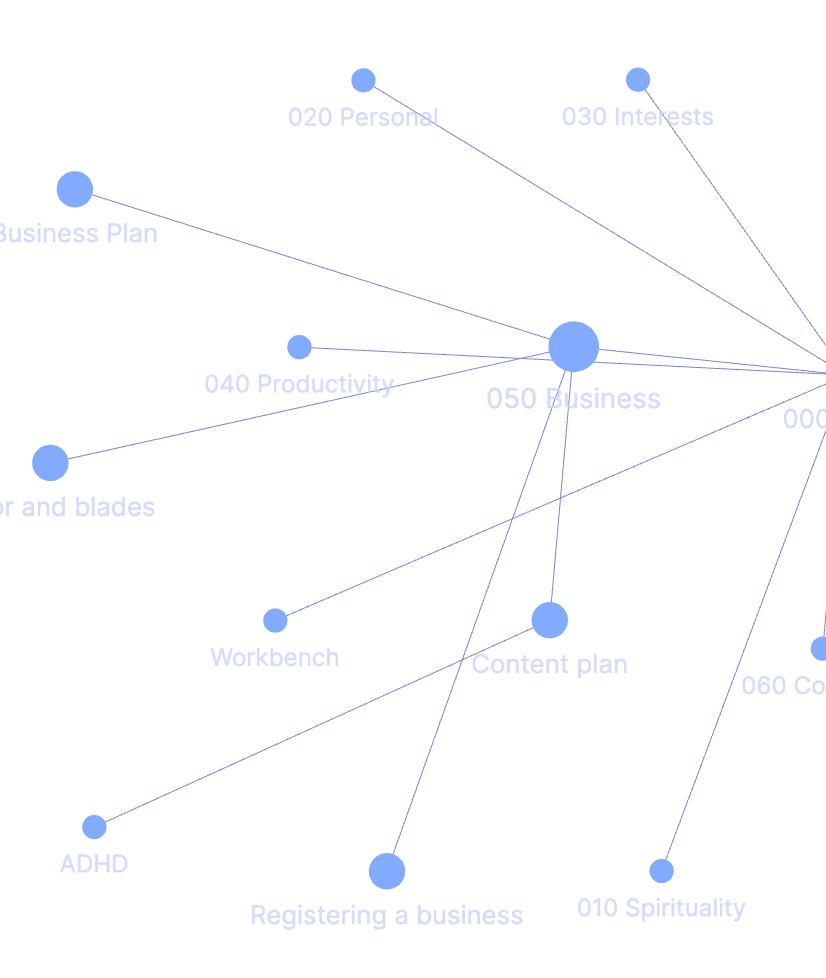 020 Personal
030 Interests
Business Plan
040 Productivity
050 Business
000
or and blades
Workbench
Content plan
060 Co
ADHD
Registering a business
010 Spirituality